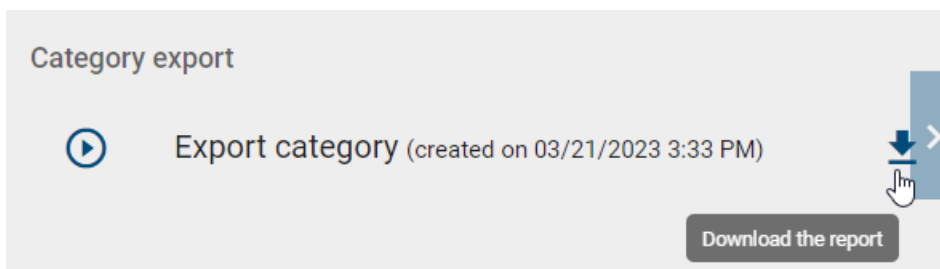 Category export
Export category (created on 03/21/2023 3:33 PM)
Download the report